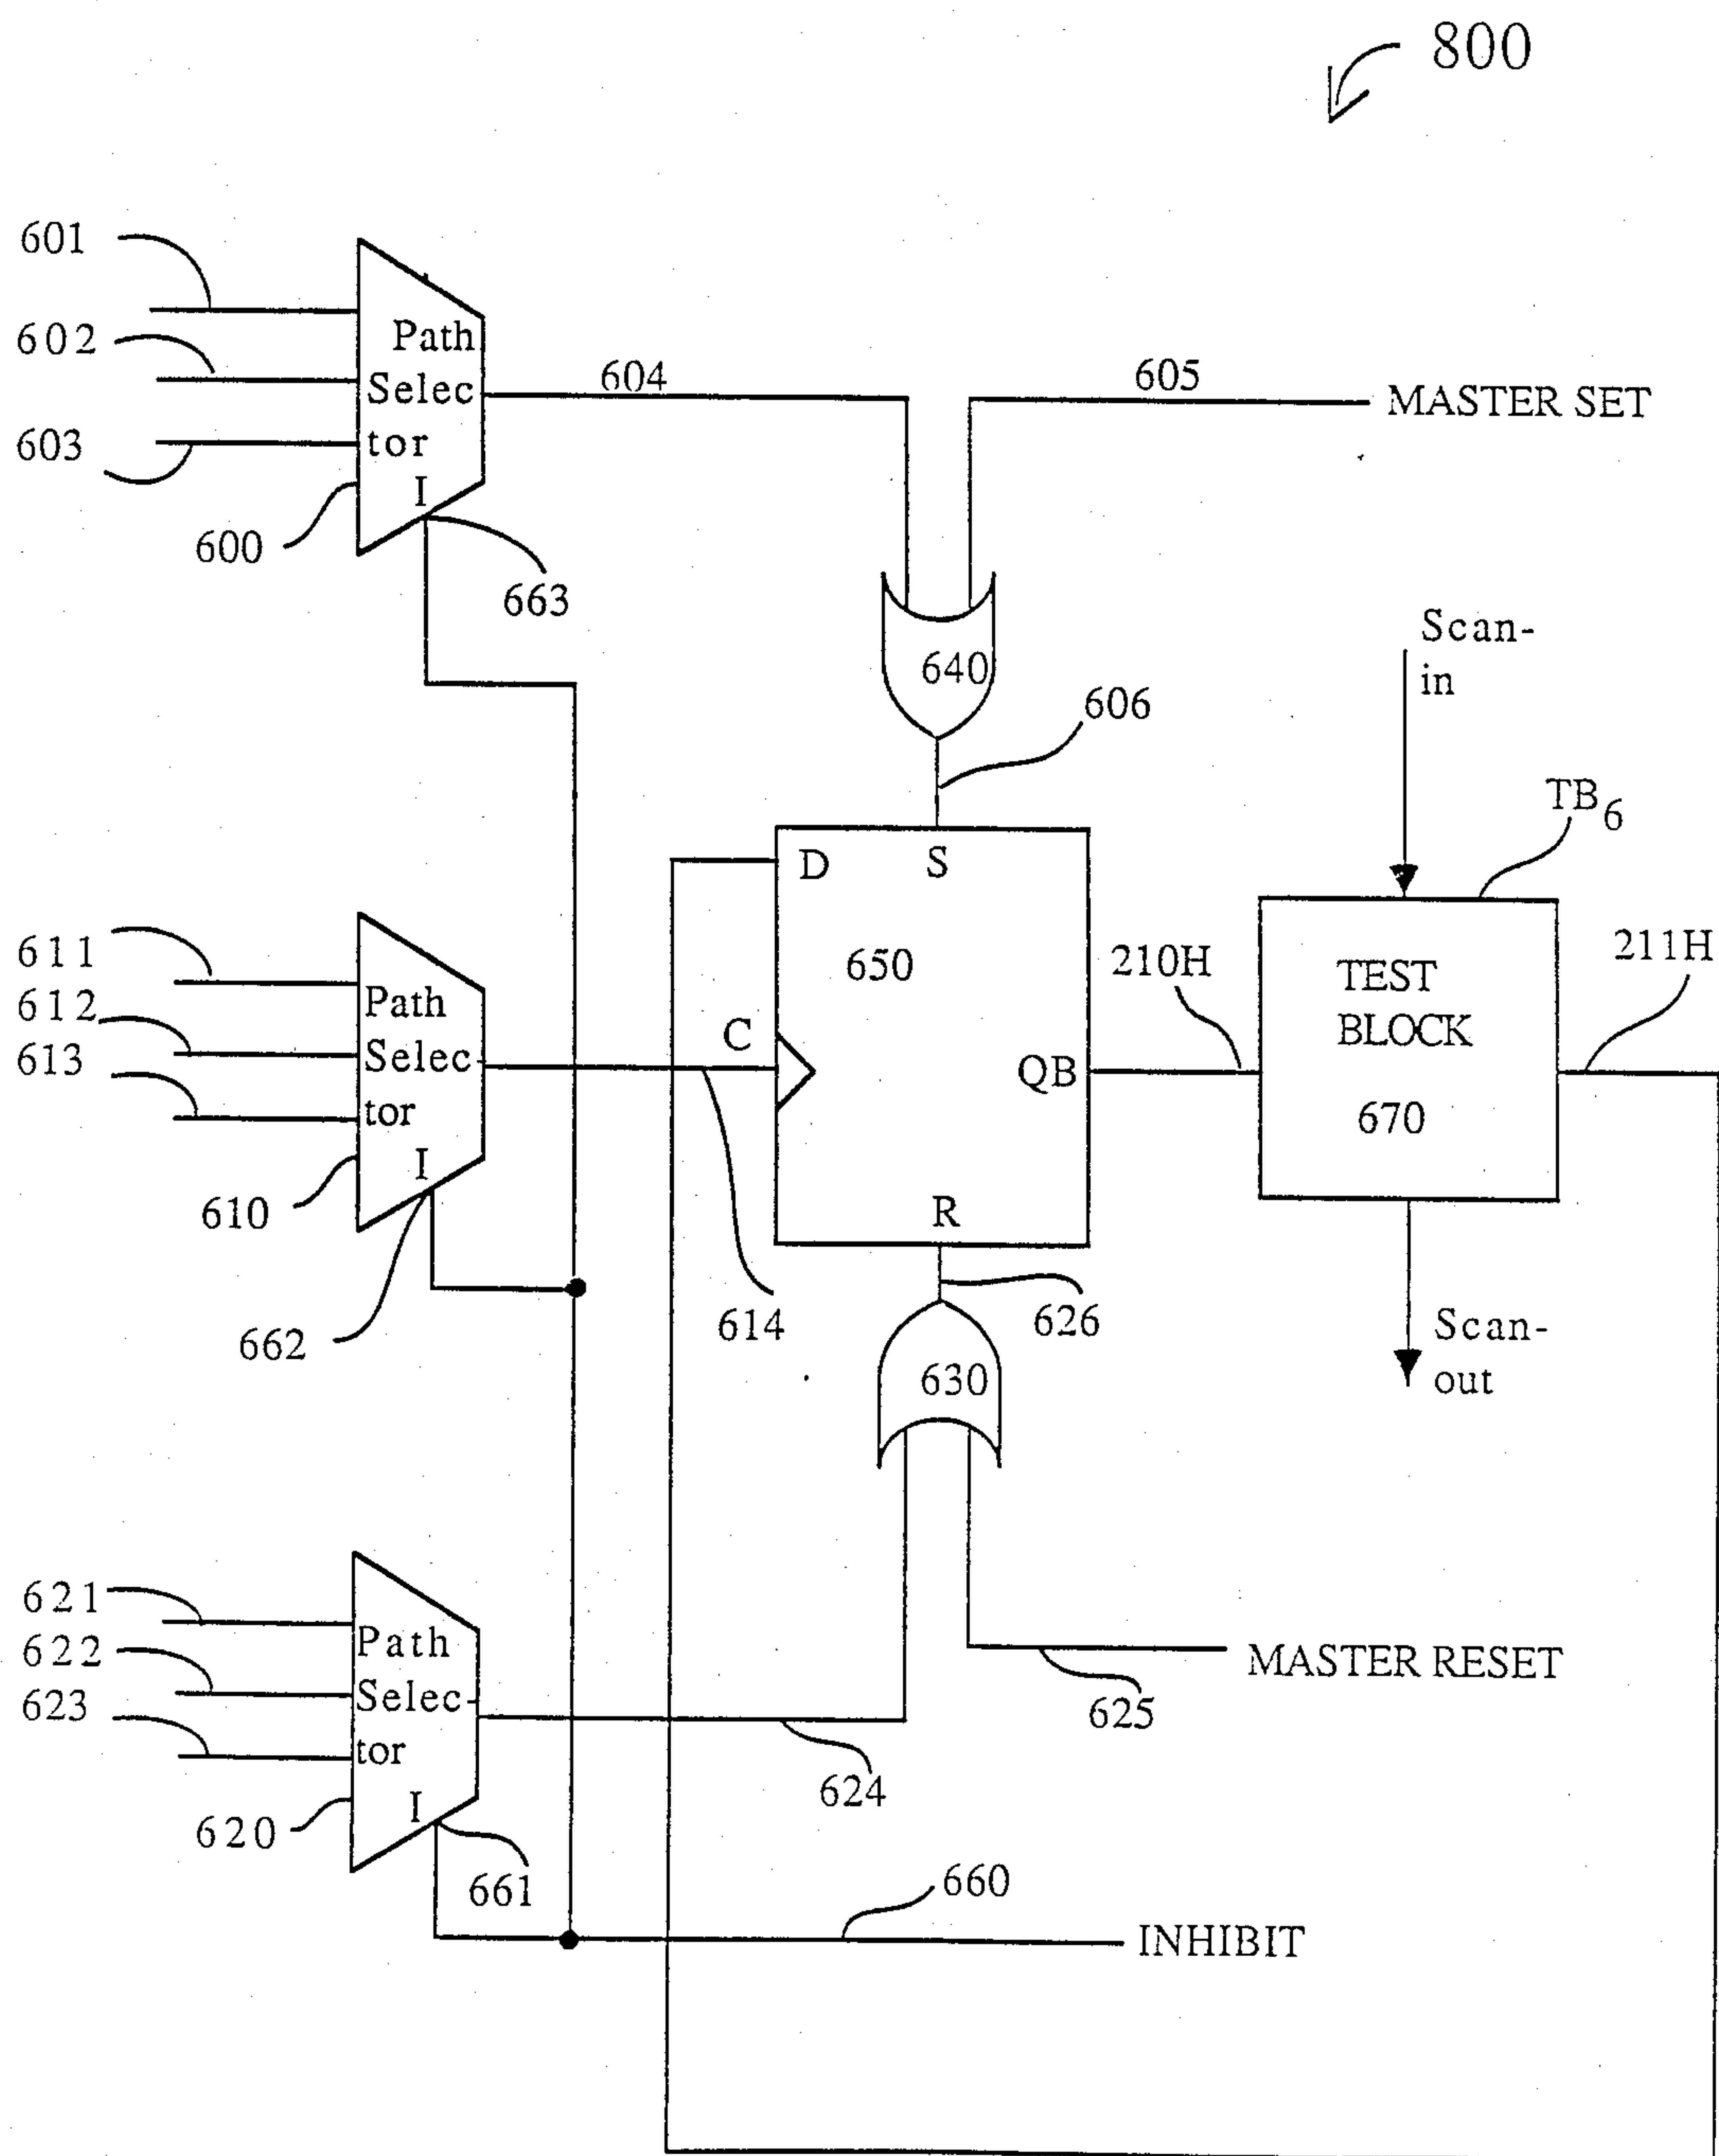 800
601
602
603
Path
Selec
tor
I
600
663
604
605
MASTER SET
640
606
Scan-
in
TB6
611
612
613
Path
Selec
tor
I
610
662
D
S
650
C
QB
R
614
210H
TEST
BLOCK
670
211H
626
630
Scan-
out
621
622
623
Path
Selec-
tor
I
620
661
624
MASTER RESET
625
660
INHIBIT